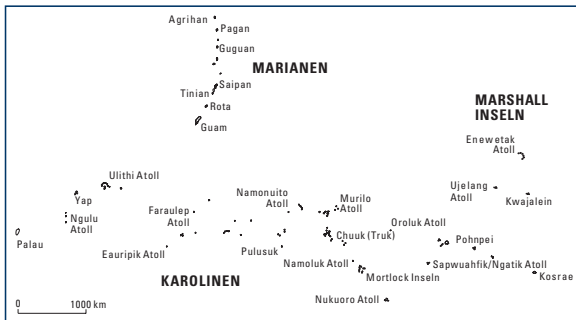 Agrihan
Pagan
Guguan
MARIANEN
Saipan
Tinian
Rota
Guam
MARSHALL
INSELN
Enewetak
Atoll
Ulithi Atoll
Yap
Ngulu
Atoll
Palau
Faraulep
Atoll
Eauripik Atoll
Namonuito
Atoll
Pulusuk
Murilo
Atoll
Chuuk (Truk)
Namoluk Atoll
Mortlock Inseln
Nukuoro Atoll
Oroluk Atoll
Ujelang
Atoll
Kwajalein
Pohnpei
Sapwuahfik/Ngatik Atoll
Kosrae
KAROLINEN
0 1000 km